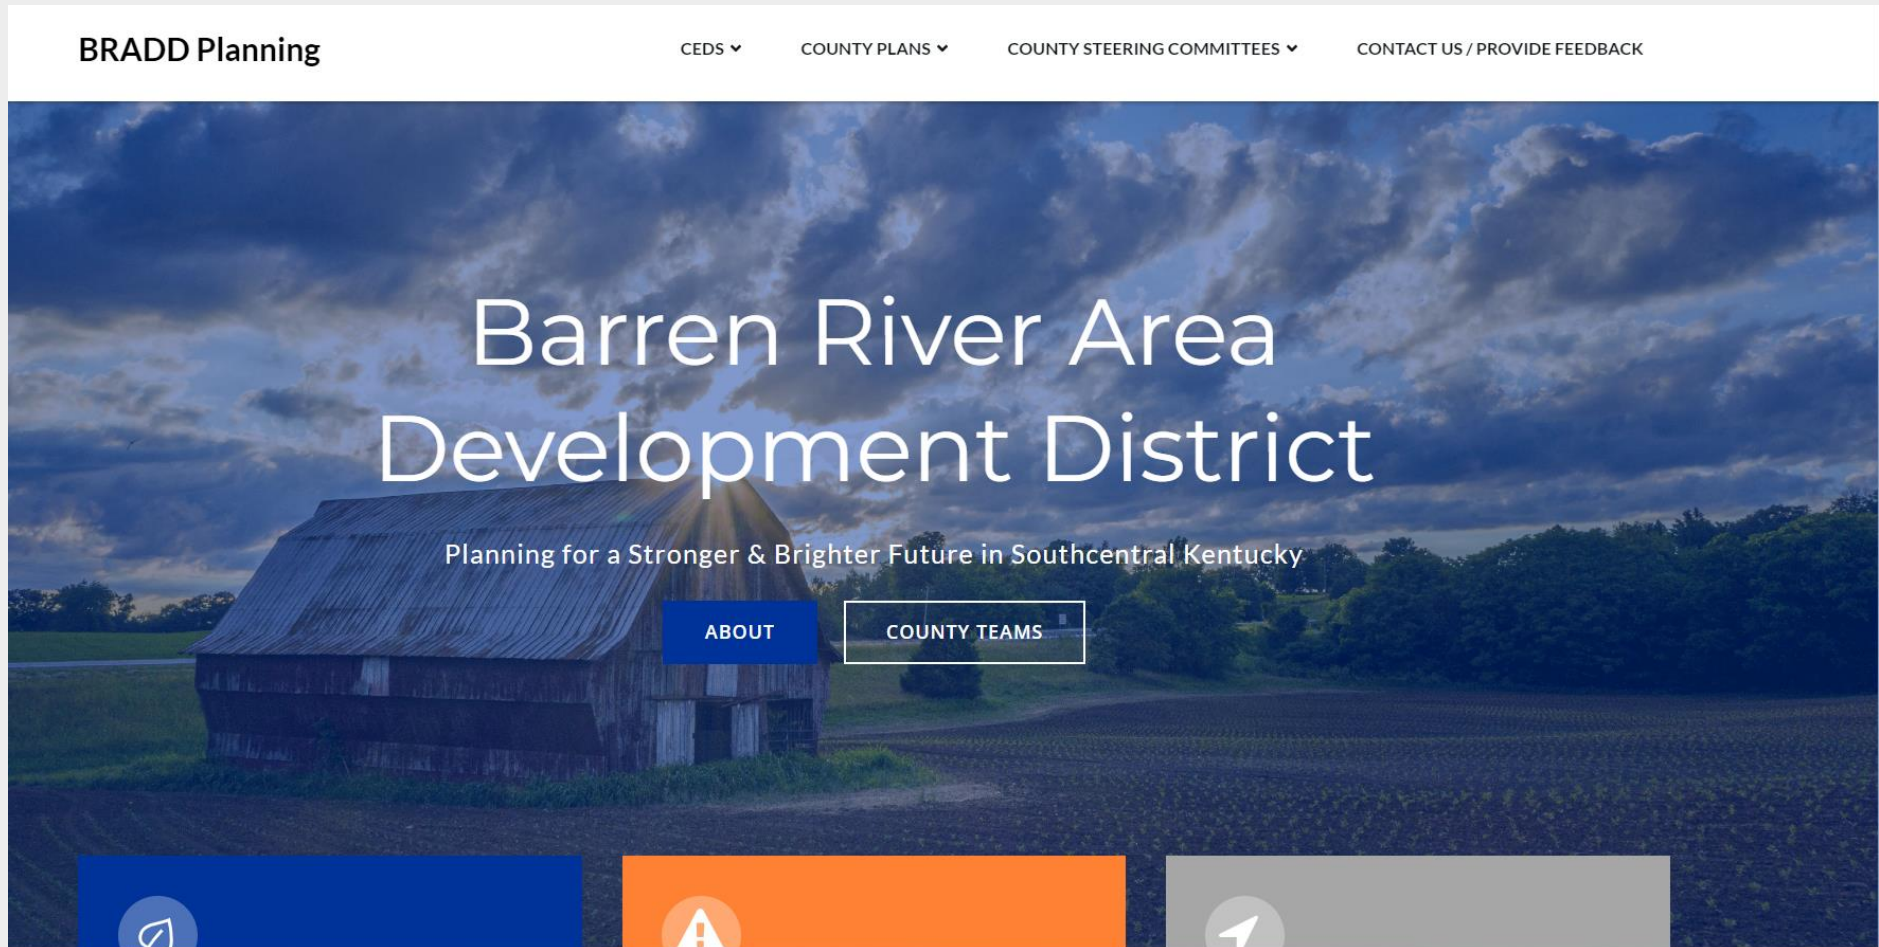 BRADD Planning
CEDS
COUNTY PLANS
COUNTY STEERING COMMITTEES
CONTACT US / PROVIDE FEEDBACK
Barren River Area
Development District
Planning for a Stronger & Brighter Future in Southcentral Kentucky
ABOUT
COUNTY TEAMS